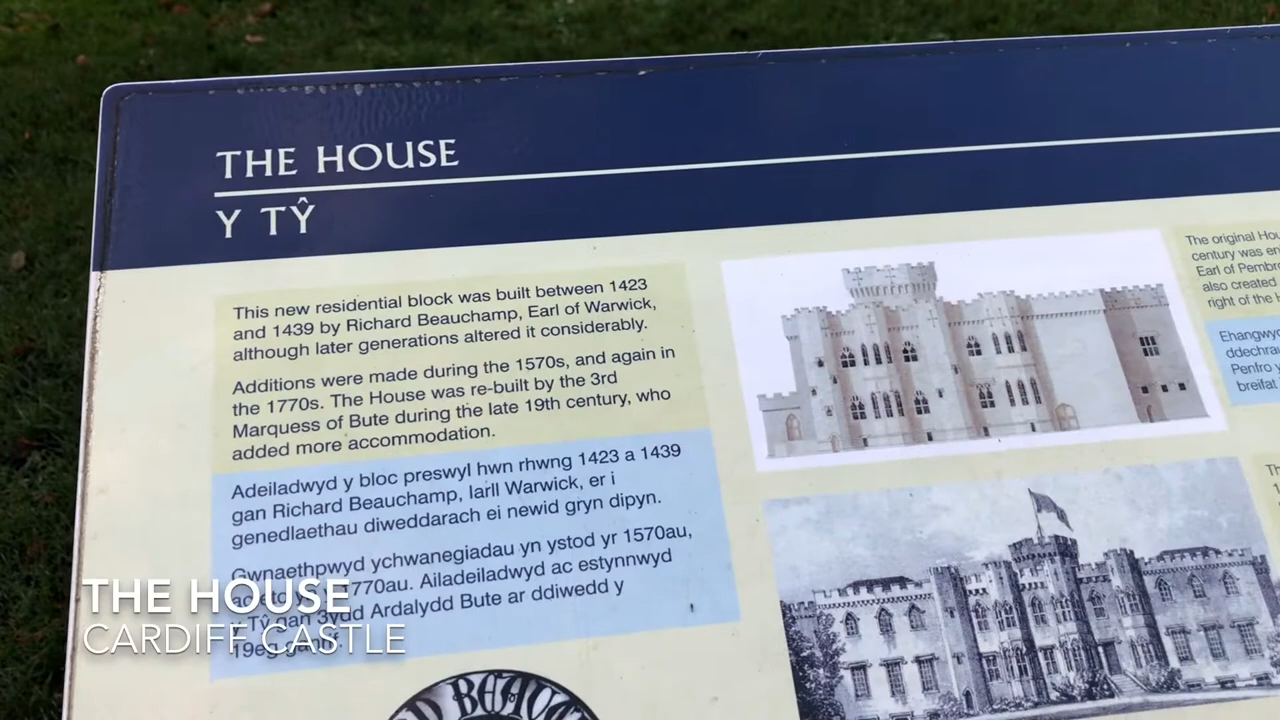 THE HOUSE
Y TŶ
This new residential block was built between 1423
and 1439 by Richard Beauchamp, Earl of Warwick,
although later generations altered it considerably.
Additions were made during the 1570s, and again in
the 1770s. The House was re-built by the 3rd
Marquess of Bute during the late 19th century, who
added more accommodation.
Adeiladwyd y bloc preswyl hwn rhwng 1423 a 1439
gan Richard Beauchamp, Iarll Warwick, er i
genedlaethau diweddarach ei newid gryn dipyn.
Gwnaethpwyd ychwanegiadau yn ystod yr 1570au,
770au. Ailadeiladwyd ac estynnwyd
y Tŷ gan 3ydd Ardalydd Bute ar ddiwedd y
19eg
The original Hou
century was en
Earl of Pembr
also created
right of the
Ehangwyd
ddechra
Penfro y
breifat
Th
1
THE HOUSE
CARDIFF CASTLE